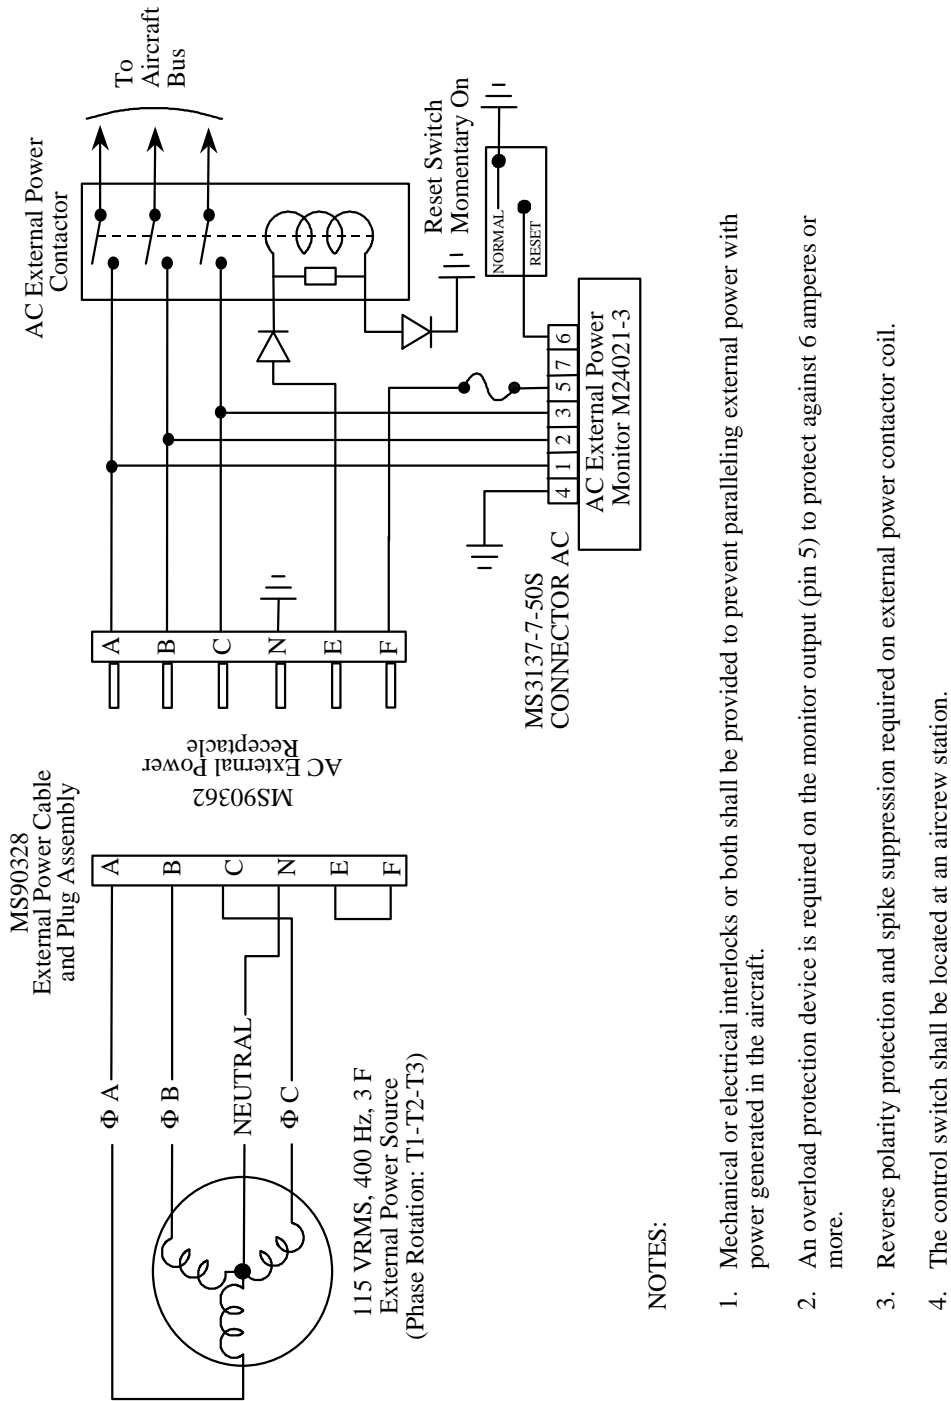 MS90328
External Power Cable
and Plug Assembly
AC External Power
Contactor
To
Aircraft
Bus
Φ A
Φ B
NEUTRAL
Φ C
A
B
C
N
E
F
MS90362
AC External Power
Receptacle
A
B
C
N
E
F
115 VRMS, 400 Hz, 3 F
External Power Source
(Phase Rotation: T1-T2-T3)
Reset Switch
Momentary On
NORMAL
RESET
MS3137-7-50S
CONNECTOR AC
4 1 2 3 5 7 6
AC External Power
Monitor M24021-3
NOTES:
1. Mechanical or electrical interlocks or both shall be provided to prevent paralleling external power with
power generated in the aircraft.
2. An overload protection device is required on the monitor output (pin 5) to protect against 6 amperes or
more.
3. Reverse polarity protection and spike suppression required on external power contactor coil.
4. The control switch shall be located at an aircrew station.